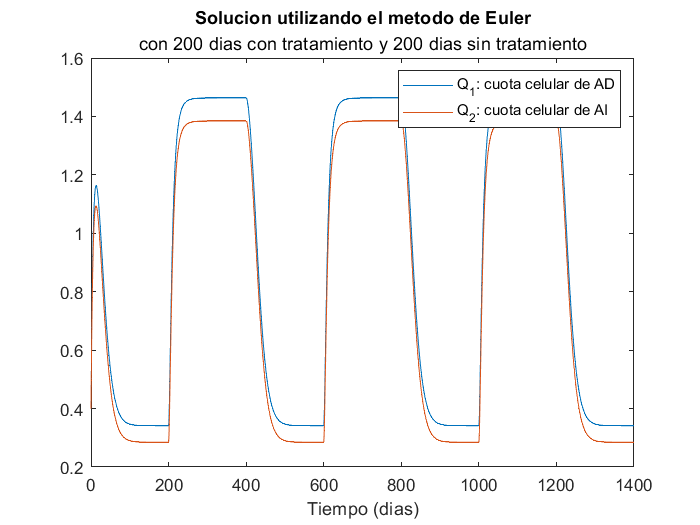 Solucion utilizando el metodo de Euler
con 200 dias con tratamiento y 200 dias sin tratamiento
1.6
1.4
1.2
1
0.8
0.6
0.4
0.2
Q1: cuota celular de AD
Q2: cuota celular de AI
0 200 400 600 800 1000 1200 1400
Tiempo (dias)